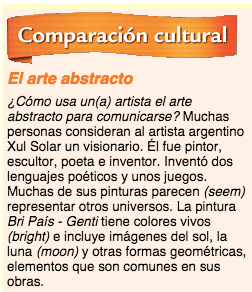 Comparación cultural
El arte abstracto
¿Cómo usa un(a) artista el arte
abstracto para comunicarse? Muchas
personas consideran al artista argentino
Xul Solar un visionario. Él fue pintor,
escultor, poeta e inventor. Inventó dos
lenguajes poéticos y unos juegos.
Muchas de sus pinturas parecen (seem)
representar otros universos. La pintura
Bri País - Genti tiene colores vivos
(bright) e incluye imágenes del sol, la
luna (moon) y otras formas geométricas,
elementos que son comunes en sus
obras.